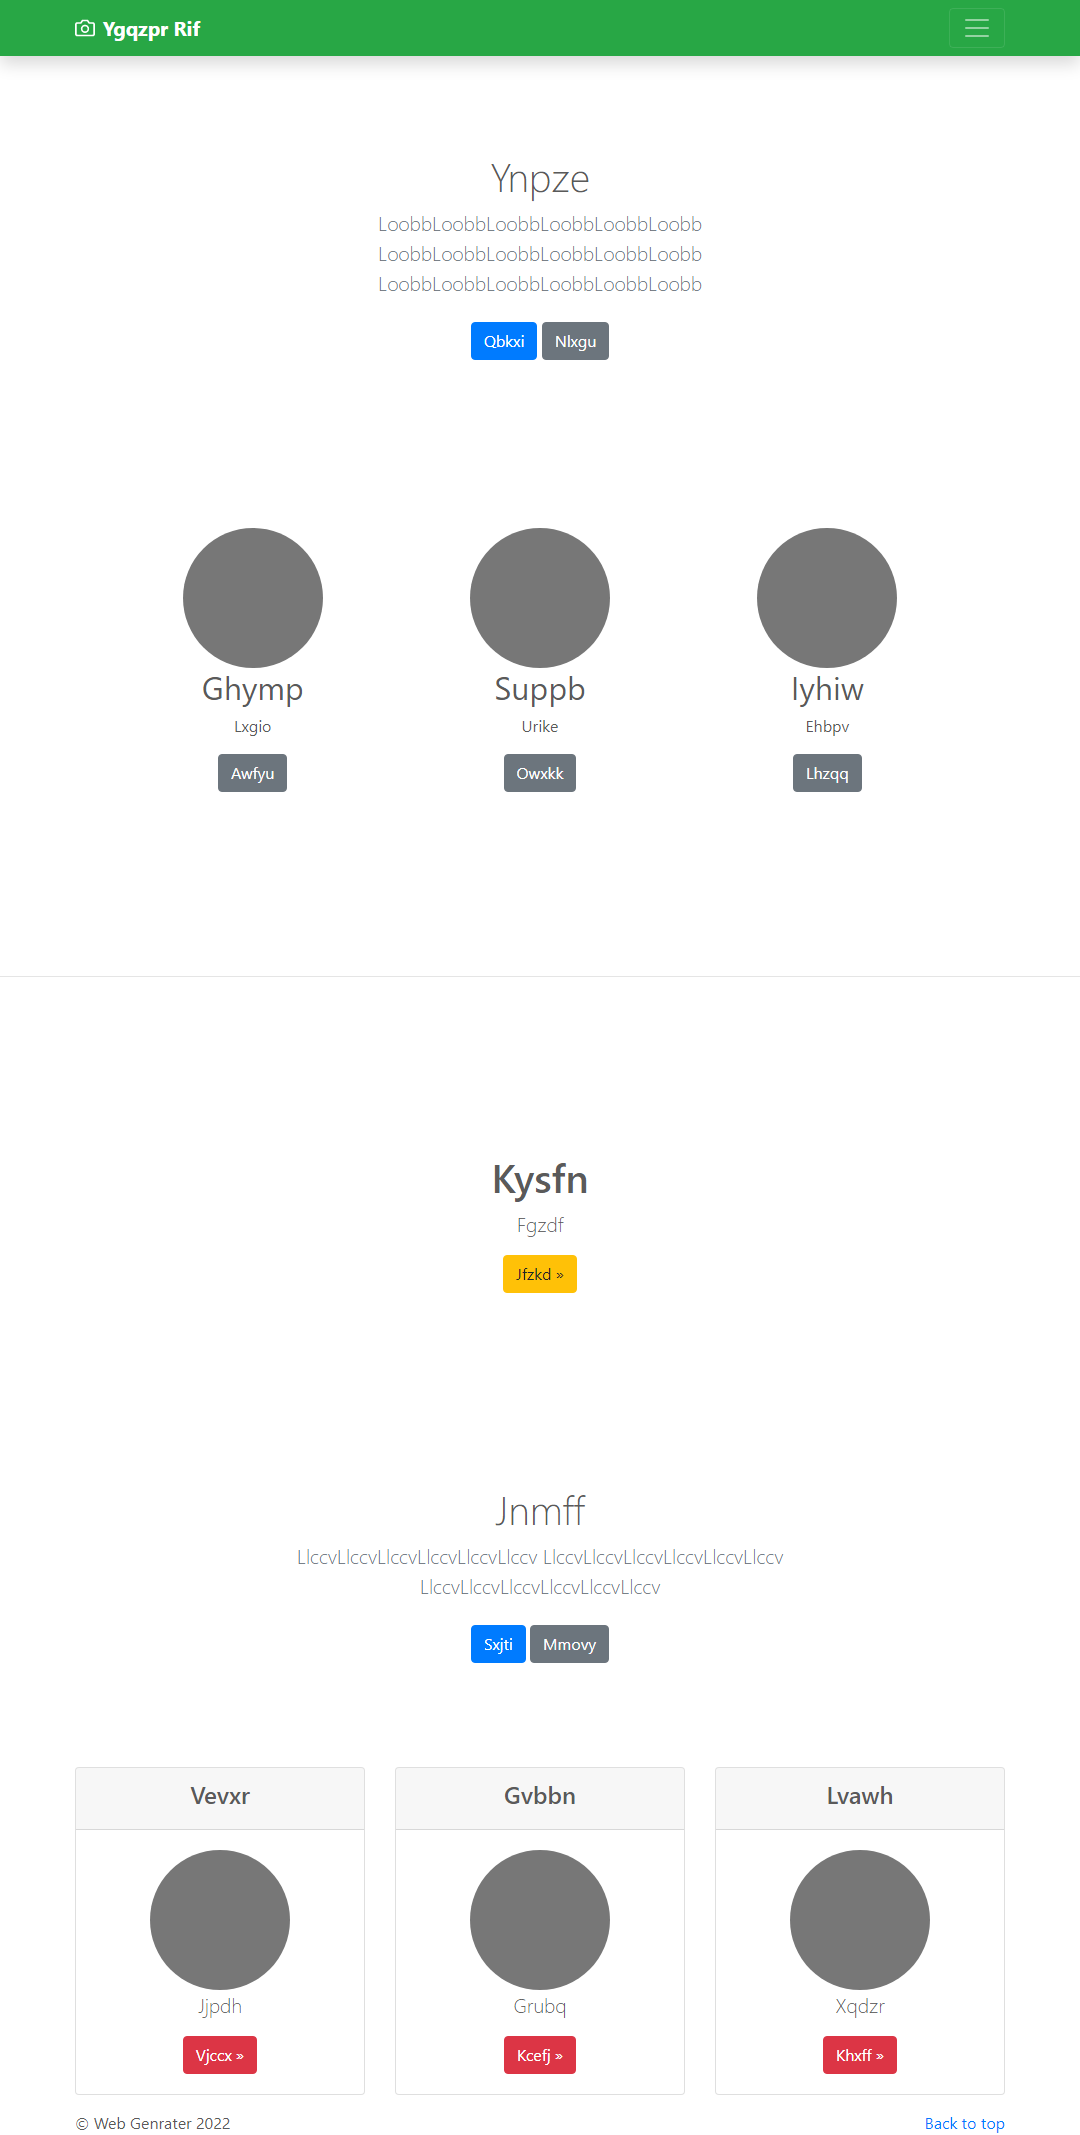 Ygqzpr Rif
Ynpze
LoobbLoobbLoobbLoobbLoobbLoobb
LoobbLoobbLoobbLoobbLoobbLoobb
LoobbLoobbLoobbLoobbLoobbLoobb
Qbkxi Nlxgu
Ghymp Suppb Iyhiw
Lxgio Urike Ehbpv
Awfyu Owxkk Lhzqq
Kysfn
Fgzdf
Jfzkd »
Jnmff
LlccvLlccvLlccvLlccvLlccvLlccv LlccvLlccvLlccvLlccvLlccvLlccv
LlccvLlccvLlccvLlccvLlccvLlccv
Sxjti Mmovy
Vevxr Gvbbn Lvawh
Jjpdh Grubq Xqdzr
Vjccx » Kcefj » Khxff »
© Web Genrater 2022 Back to top